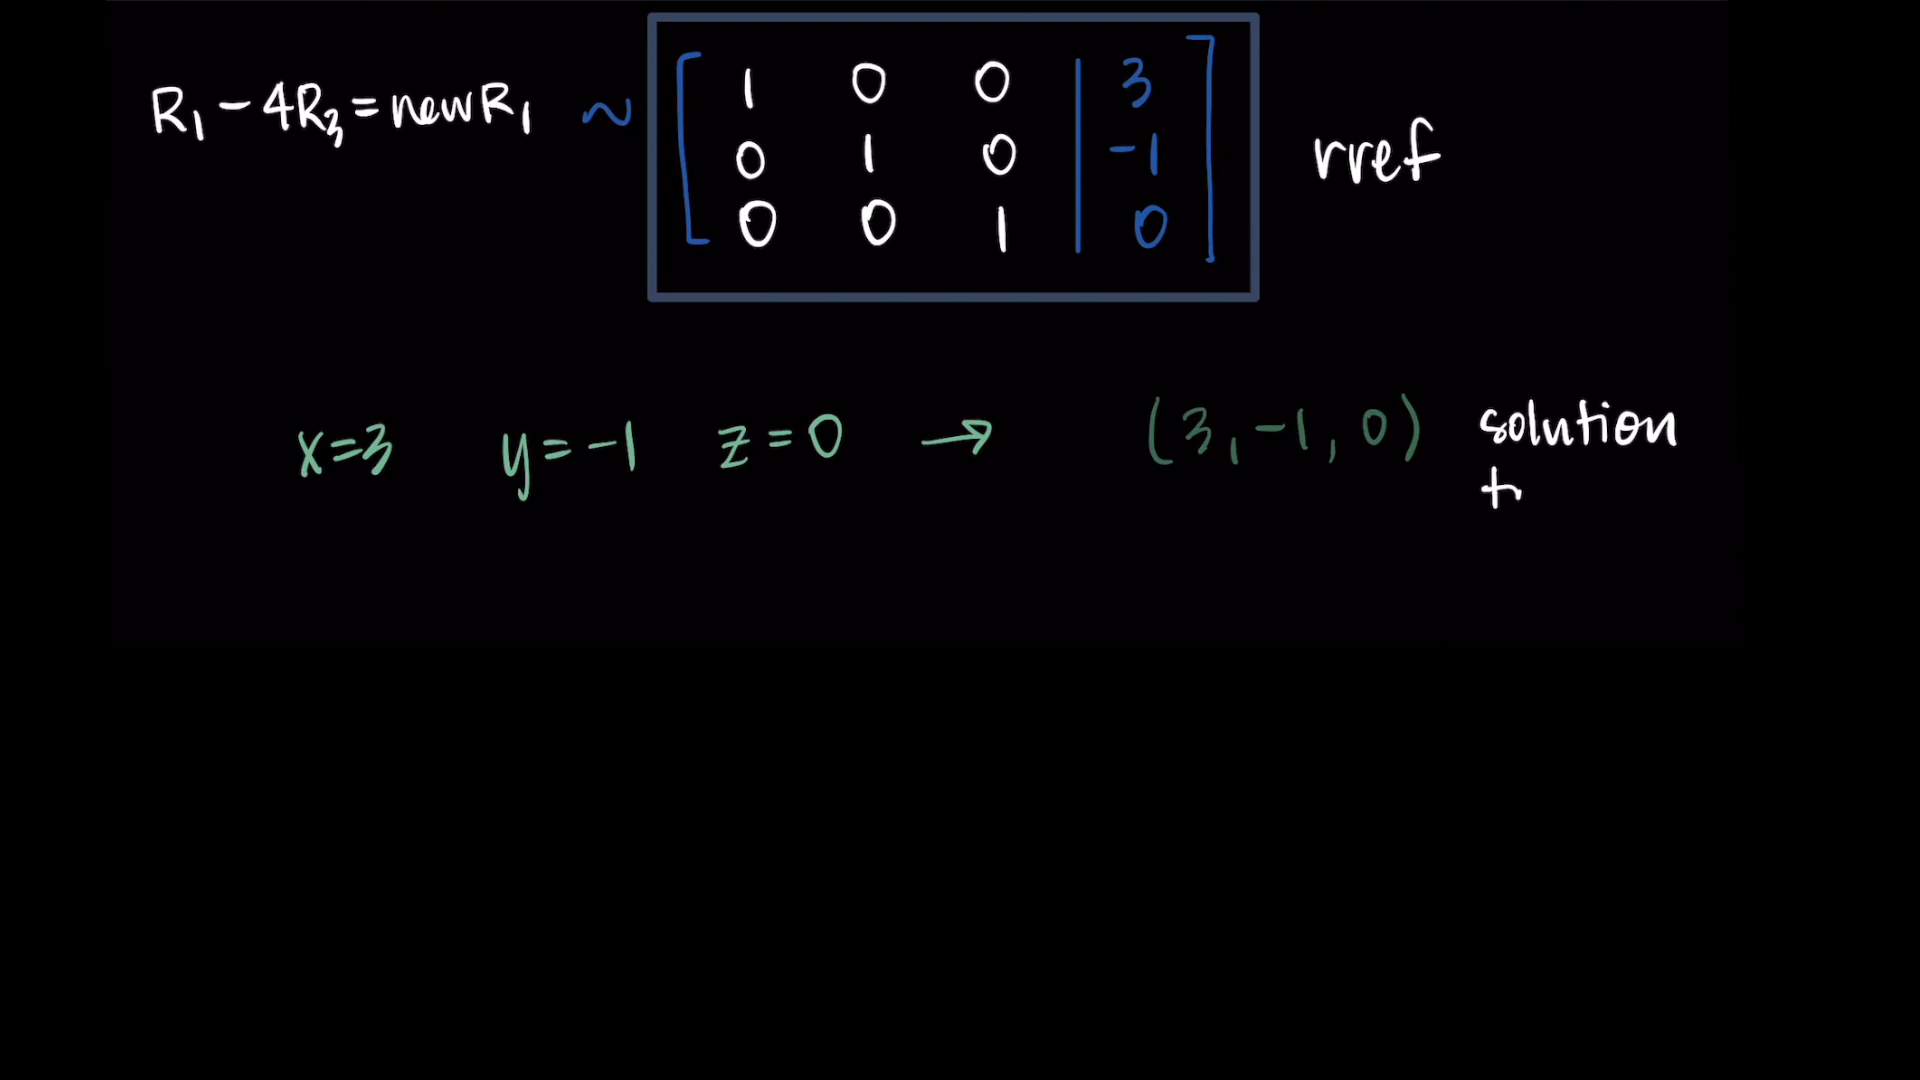 R₁ - 4R₃ = new R₁ ~ [ 1 0 0 | 3 ]
0 1 0 | -1
0 0 1 | 0
rref
x=3 y=-1 z=0 → (3,-1,0) solution